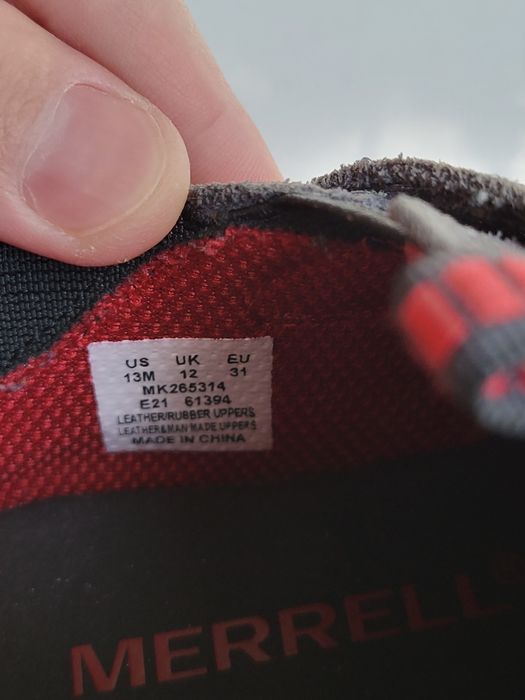 US UK EU
13M 12 31
MK265314
E21 61394
LEATHER/RUBBER UPPERS
LEATHER&MAN MADE UPPERS
MADE IN CHINA
MERRELL